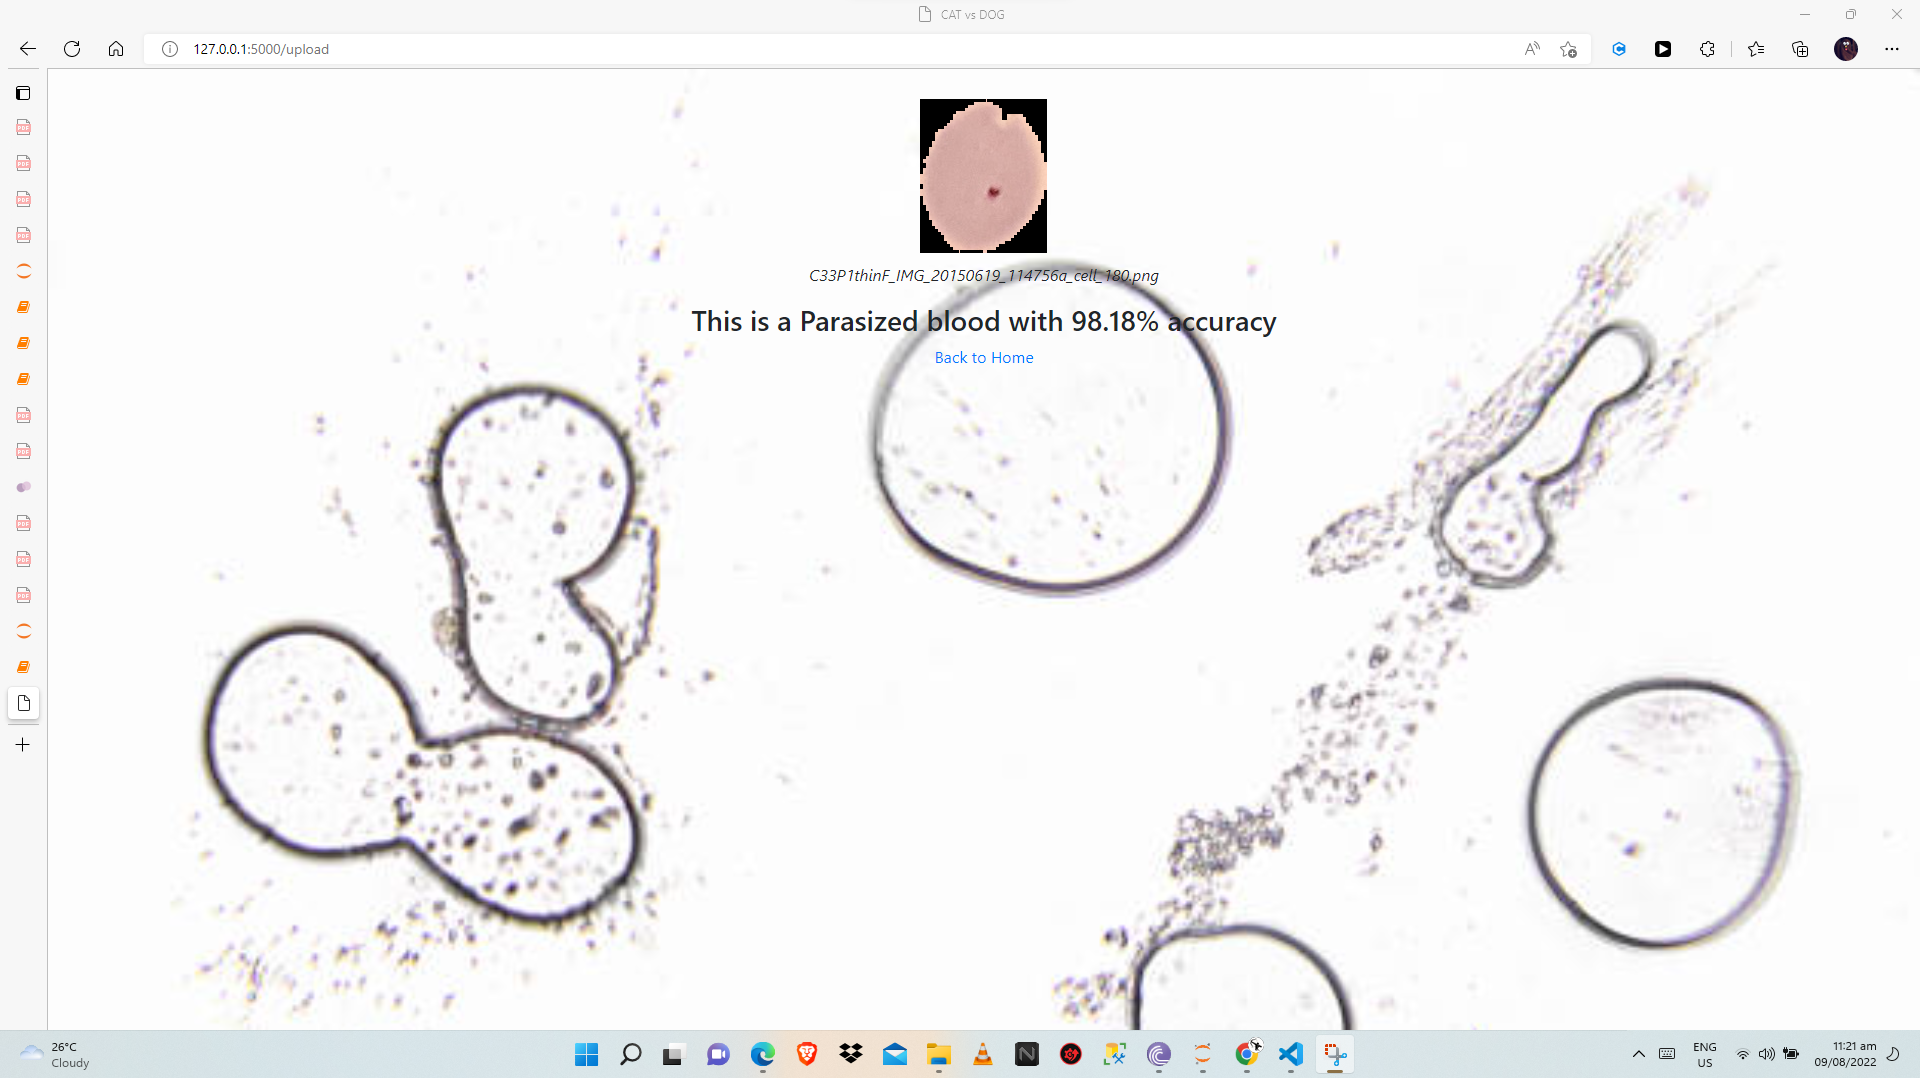 CAT vs DOG
127.0.0.1:5000/upload
C33P1thinF_IMG_20150619_114756a_cell_180.png
This is a Parasized blood with 98.18% accuracy
Back to Home
26°C
Cloudy
ENG
US
11:21 am
09/08/2022